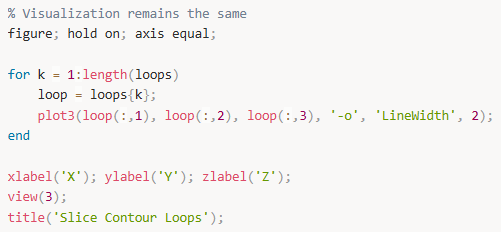 % Visualization remains the same
figure; hold on; axis equal;
for k = 1:length(loops)
    loop = loops{k};
    plot3(loop(:,1), loop(:,2), loop(:,3), '-o', 'LineWidth', 2);
end
xlabel('X'); ylabel('Y'); zlabel('Z');
view(3);
title('Slice Contour Loops');